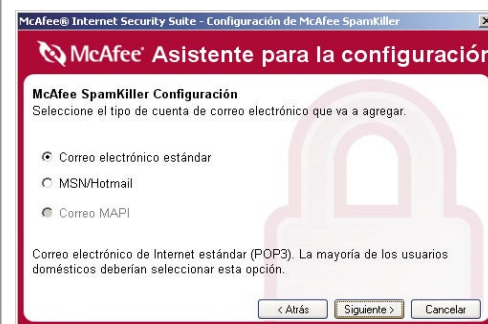 McAfee® Internet Security Suite - Configuración de McAfee SpamKiller
McAfee® Asistente para la configuración
McAfee SpamKiller Configuración
Seleccione el tipo de cuenta de correo electrónico que va a agregar.
Correo electrónico estándar
MSN/Hotmail
Correo MAPI
Correo electrónico de Internet estándar (POP3). La mayoría de los usuarios
domésticos deberían seleccionar esta opción.
< Atrás Siguiente > Cancelar